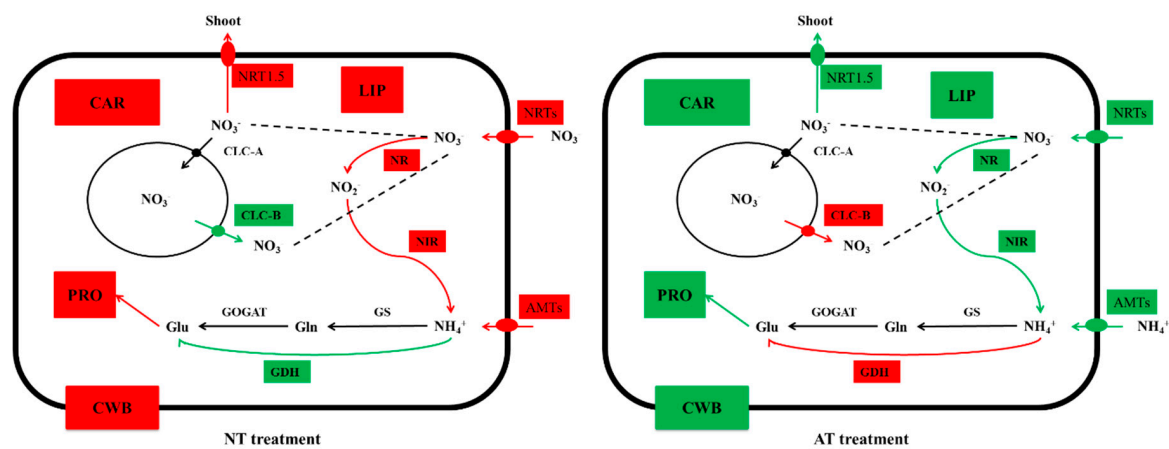 Shoot
NRT1.5
CAR
LIP
NRTs
NO₃⁻
NO₃⁻
NO₃⁻
CLC-A
NR
NO₂⁻
NO₃⁻
CLC-B
NO₃
NIR
PRO
AMTs
GOGAT
GS
Glu
Gln
NH₄⁺
GDH
CWB
NT treatment
Shoot
NRT1.5
CAR
LIP
NRTs
NO₃⁻
NO₃⁻
CLC-A
NR
NO₂⁻
NO₃⁻
CLC-B
NO₃
NIR
PRO
AMTs
GOGAT
GS
Glu
Gln
NH₄⁺
NH₄⁺
GDH
CWB
AT treatment